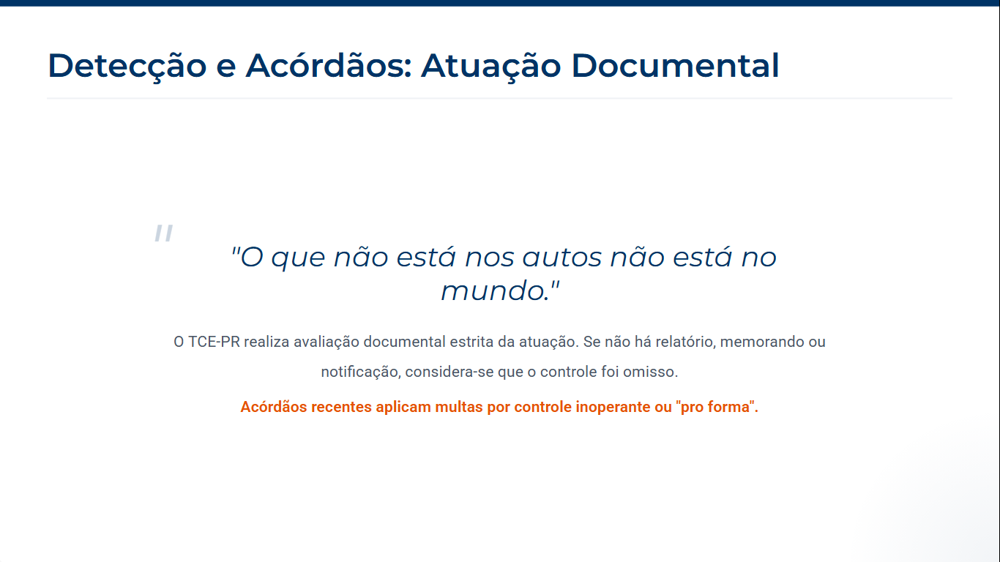 Detecção e Acórdãos: Atuação Documental
"
"O que não está nos autos não está no
mundo."
O TCE-PR realiza avaliação documental estrita da atuação. Se não há relatório, memorando ou
notificação, considera-se que o controle foi omisso.
Acórdãos recentes aplicam multas por controle inoperante ou "pro forma".